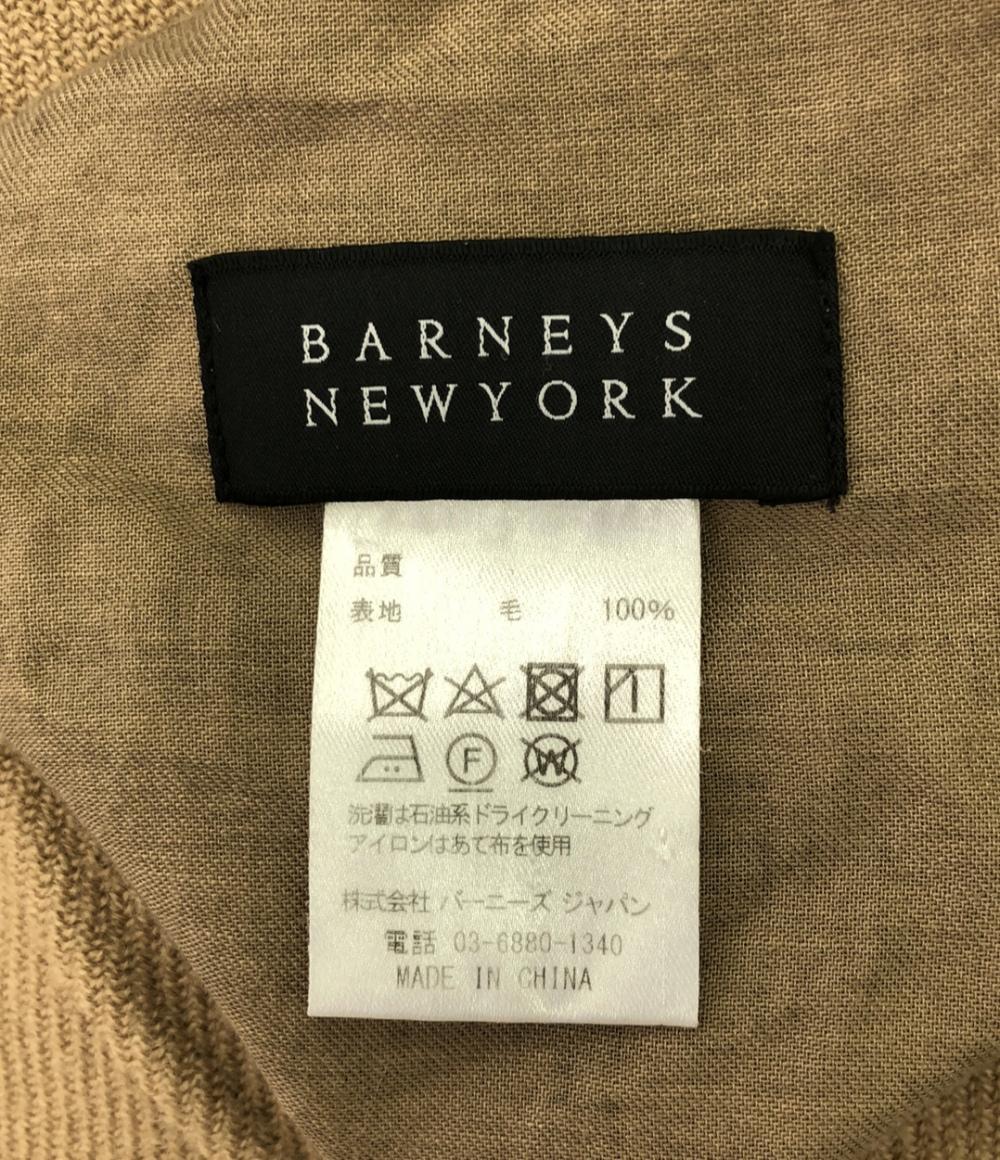 BARNEYS
NEWYORK
品質
表地 毛 100%
F W
洗濯は石油系ドライクリーニング
アイロンはあて布を使用
株式会社 バーニーズ ジャパン
電話 03-6880-1340
MADE IN CHINA